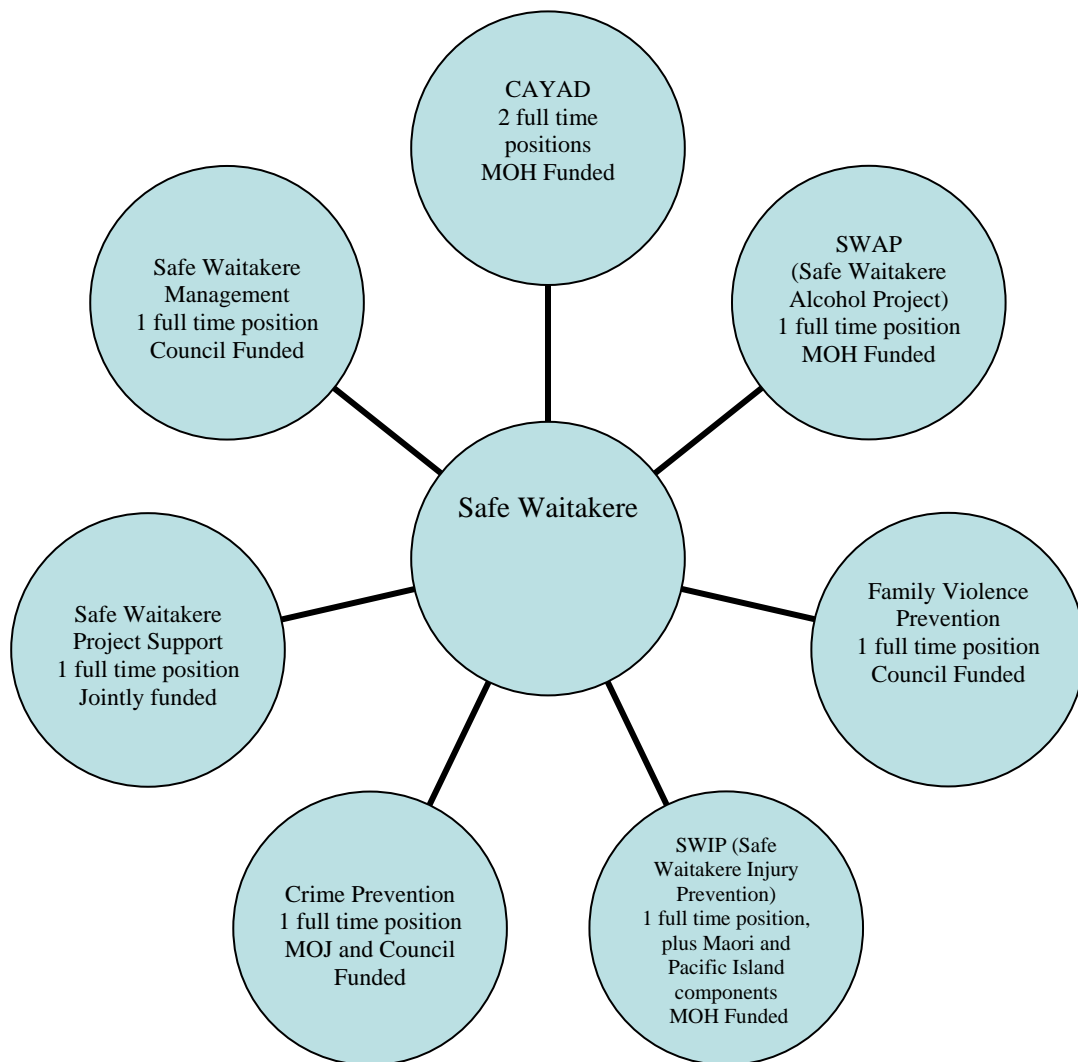 CAYAD
2 full time
positions
MOH Funded
SWAP
(Safe Waitakere
Alcohol Project)
1 full time position
MOH Funded
Safe Waitakere
Management
1 full time position
Council Funded
Safe Waitakere
Family Violence
Prevention
1 full time position
Council Funded
Safe Waitakere
Project Support
1 full time position
Jointly funded
SWIP (Safe
Waitakere Injury
Prevention)
1 full time position,
plus Maori and
Pacific Island
components
MOH Funded
Crime Prevention
1 full time position
MOJ and Council
Funded